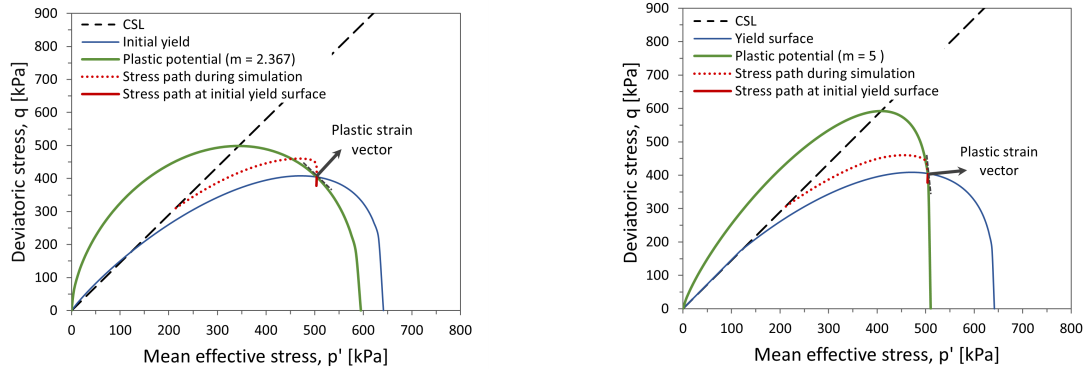 900
800
700
600
500
400
300
200
100
0
Deviatoric stress, q [kPa]
CSL
Initial yield
Plastic potential (m = 2.367)
Stress path during simulation
Stress path at initial yield surface
Plastic strain
vector
0 100 200 300 400 500 600 700 800
Mean effective stress, p' [kPa]
900
800
700
600
500
400
300
200
100
0
Deviatoric stress, q [kPa]
CSL
Yield surface
Plastic potential (m = 5 )
Stress path during simulation
Stress path at initial yield surface
Plastic strain
vector
0 100 200 300 400 500 600 700 800
Mean effective stress, p' [kPa]